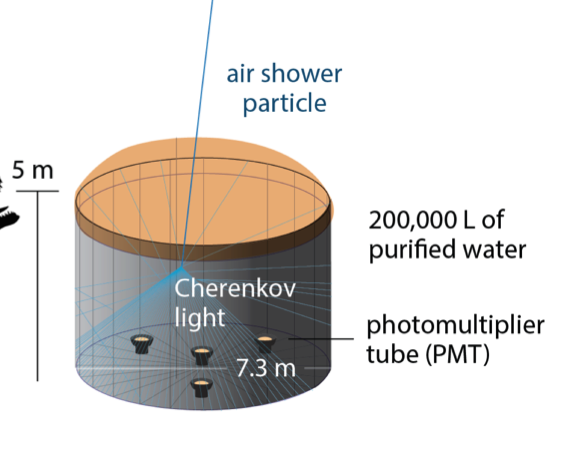 air shower
particle
5 m
200,000 L of
purified water
Cherenkov
light
photomultiplier
tube (PMT)
7.3 m